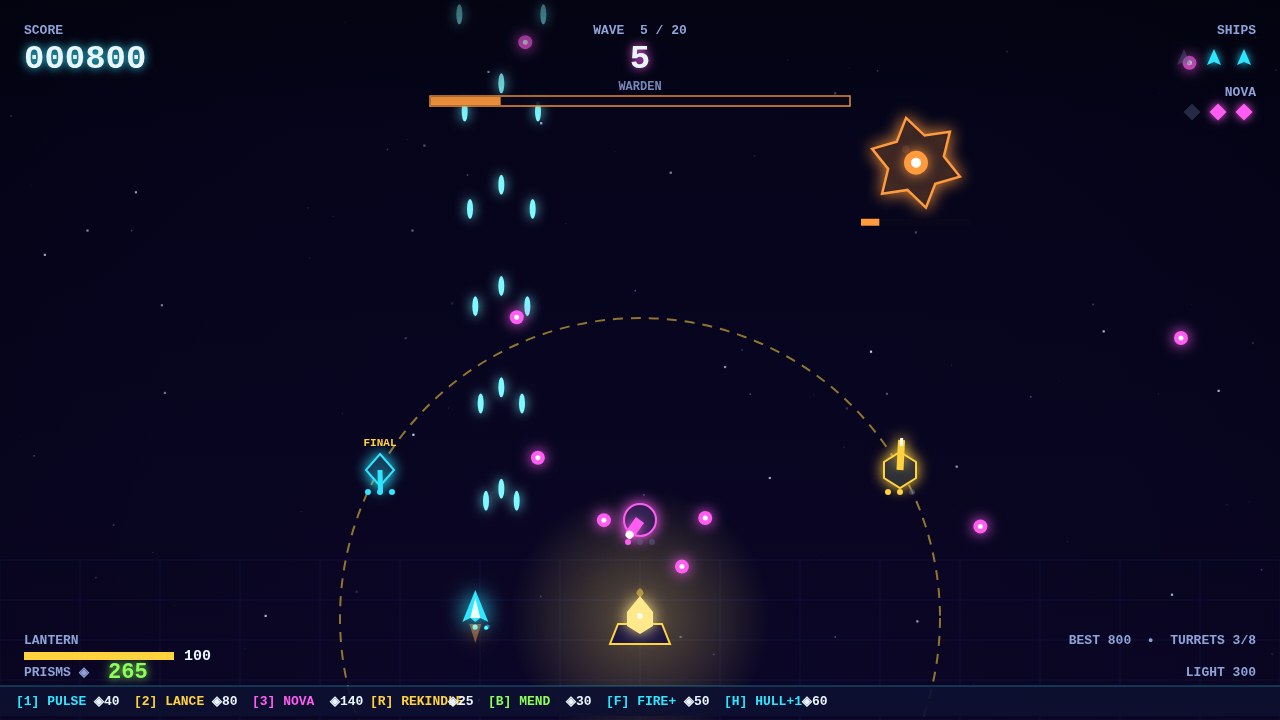 SCORE
000800
WAVE 5 / 20
5
WARDEN
SHIPS
NOVA
FINAL
LANTERN
100
PRISMS ◈ 265
BEST 800 • TURRETS 3/8
LIGHT 300
[1] PULSE ◈40 [2] LANCE ◈80 [3] NOVA ◈140 [R] REKINDLE ◈25 [B] MEND ◈30 [F] FIRE+ ◈50 [H] HULL+1 ◈60